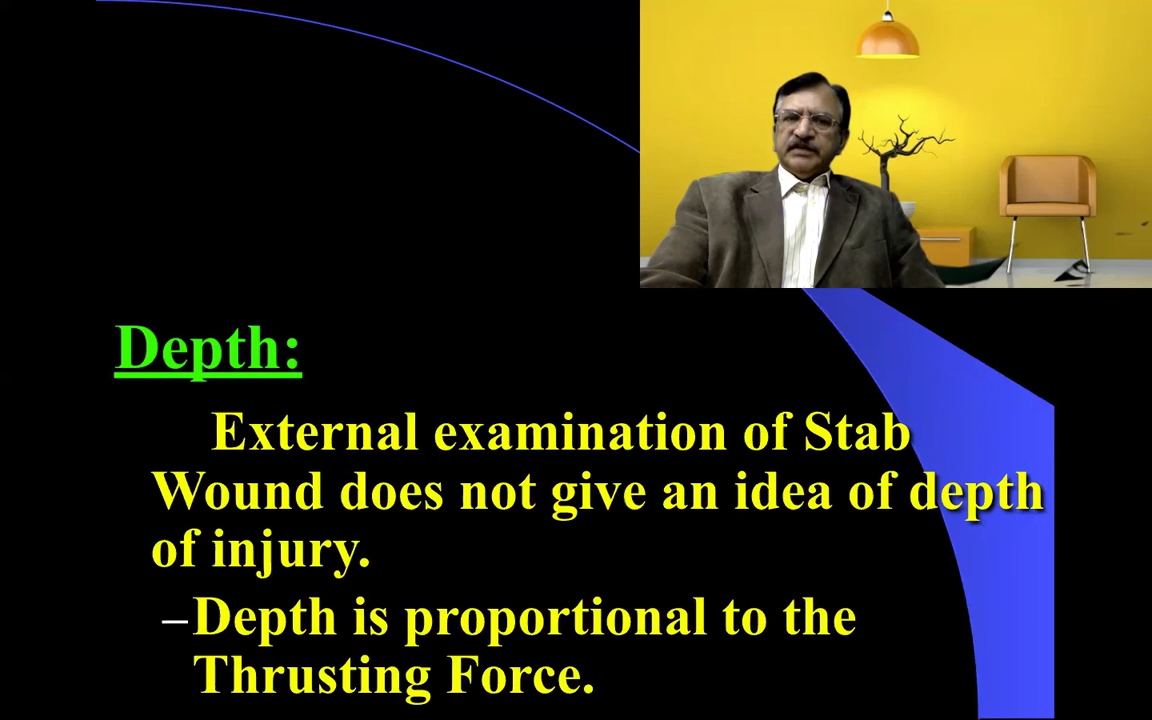 Depth:
External examination of Stab
Wound does not give an idea of depth
of injury.
–Depth is proportional to the
Thrusting Force.